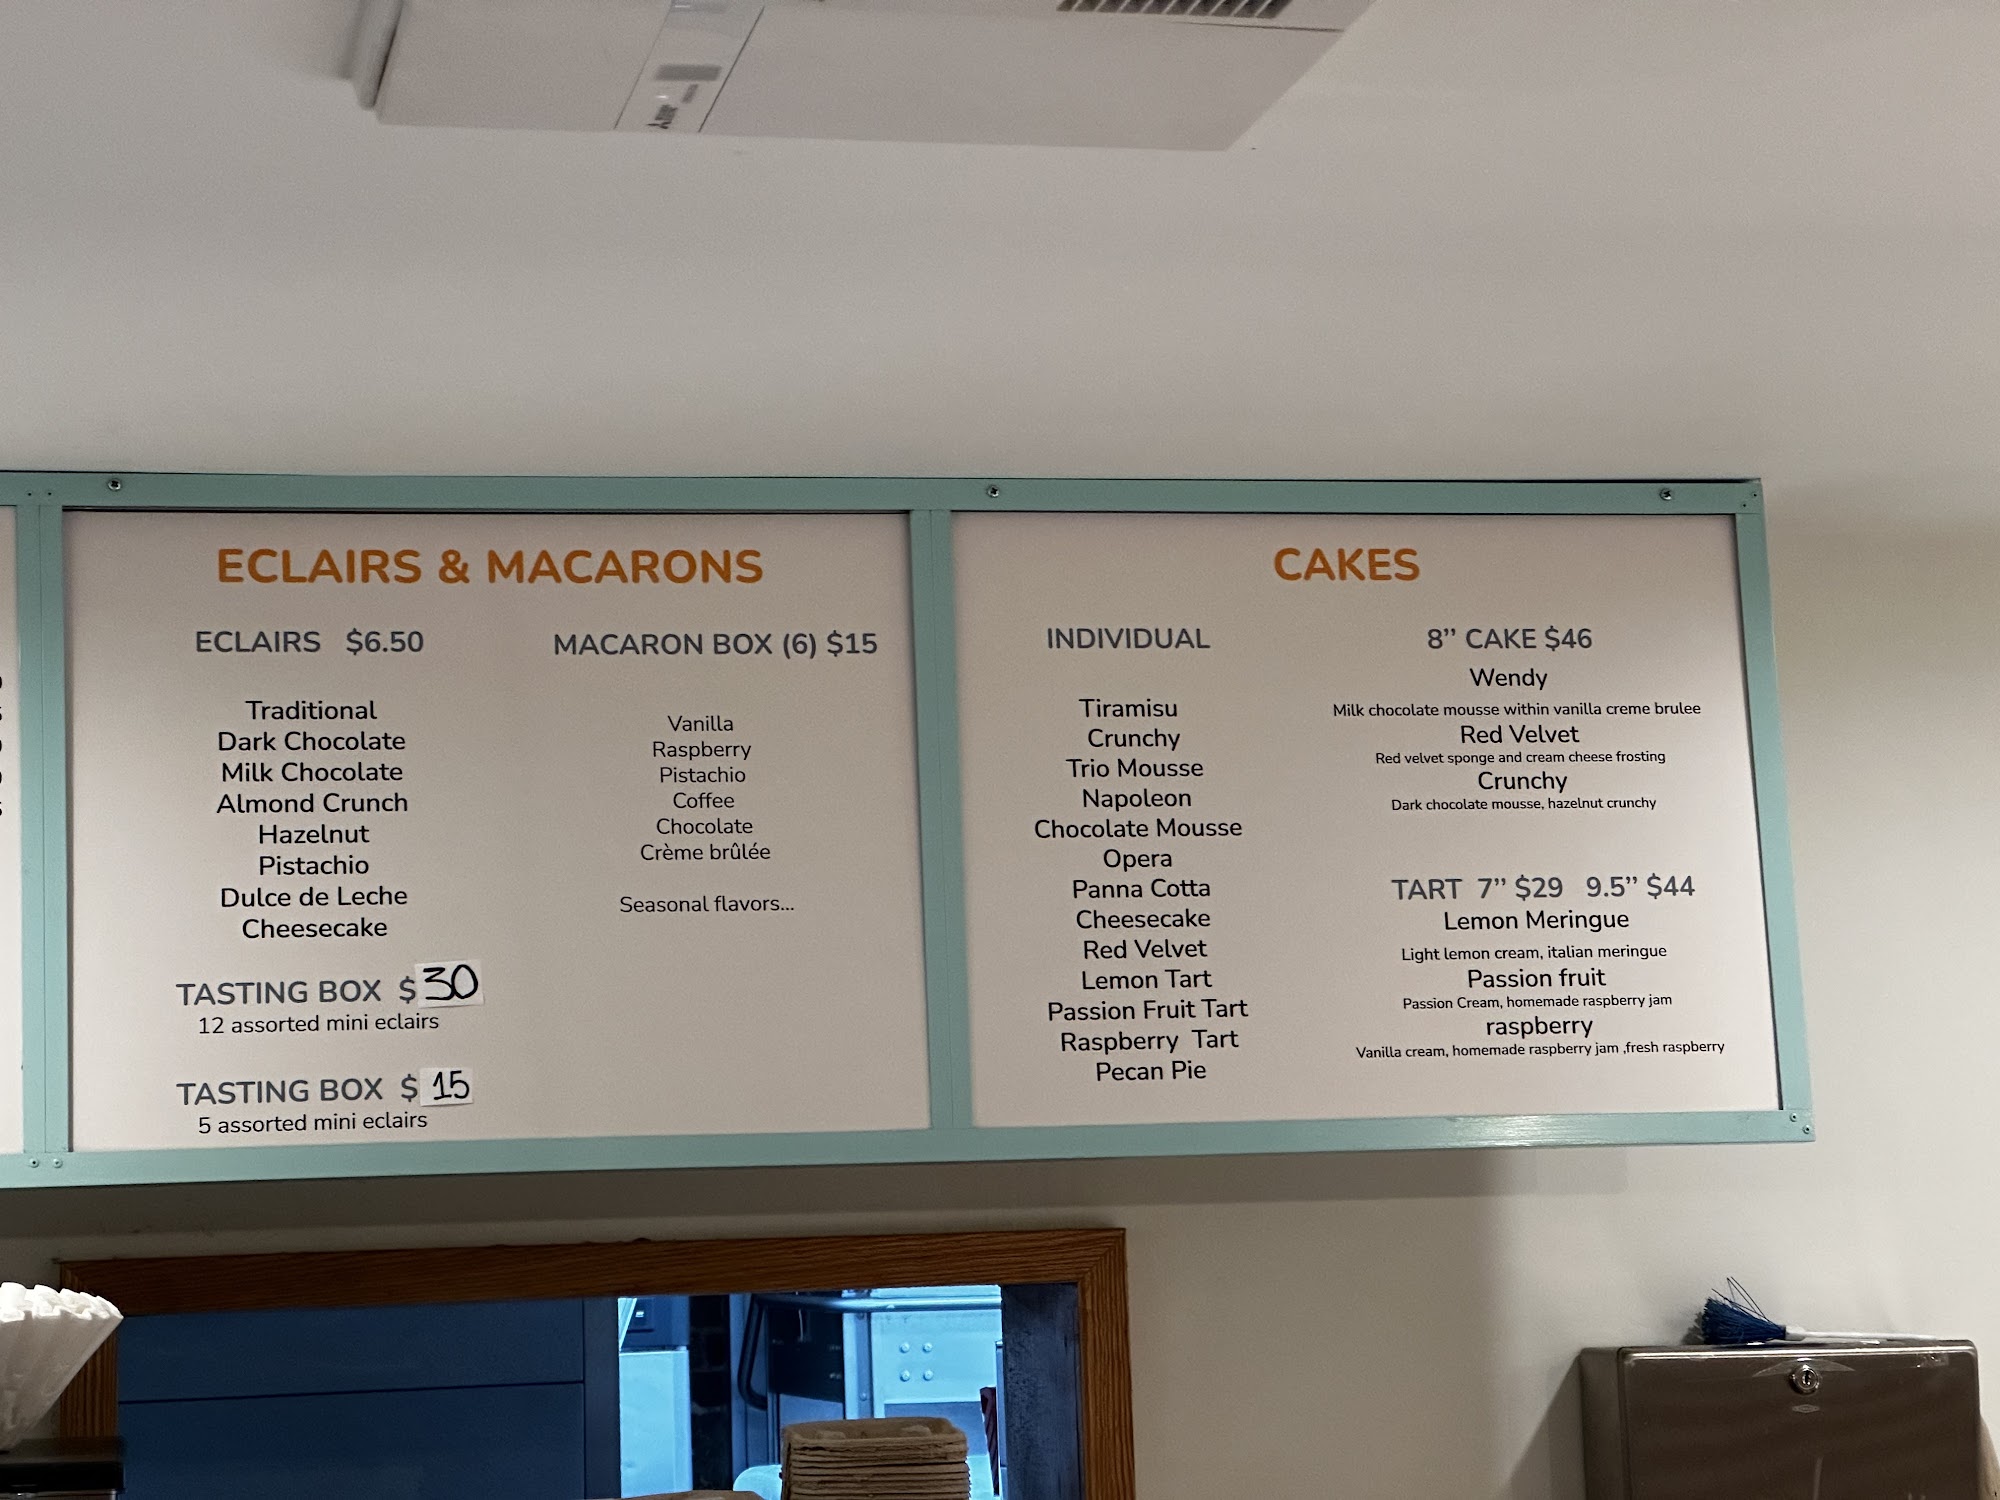 ECLAIRS & MACARONS
ECLAIRS $6.50
Traditional
Dark Chocolate
Milk Chocolate
Almond Crunch
Hazelnut
Pistachio
Dulce de Leche
Cheesecake
TASTING BOX $30
12 assorted mini eclairs
TASTING BOX $15
5 assorted mini eclairs
MACARON BOX (6) $15
Vanilla
Raspberry
Pistachio
Coffee
Chocolate
Crème brûlée
Seasonal flavors...
CAKES
INDIVIDUAL
Tiramisu
Crunchy
Trio Mousse
Napoleon
Chocolate Mousse
Opera
Panna Cotta
Cheesecake
Red Velvet
Lemon Tart
Passion Fruit Tart
Raspberry Tart
Pecan Pie
8” CAKE $46
Wendy
Milk chocolate mousse within vanilla creme brulee
Red Velvet
Red velvet sponge and cream cheese frosting
Crunchy
Dark chocolate mousse, hazelnut crunchy
TART 7” $29 9.5” $44
Lemon Meringue
Light lemon cream, italian meringue
Passion fruit
Passion Cream, homemade raspberry jam
raspberry
Vanilla cream, homemade raspberry jam ,fresh raspberry